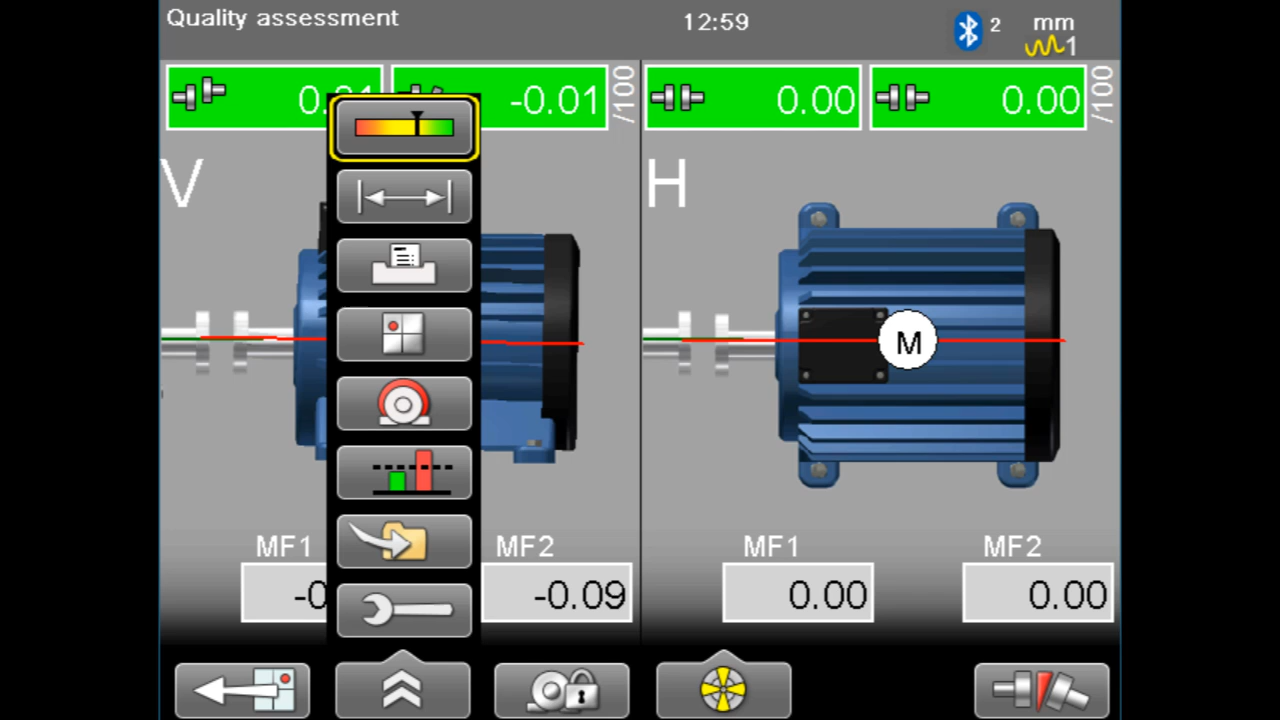 Quality assessment
12:59
2
mm
1
-0.01
/100
0.00
0.00
/100
V
H
M
MF1
MF2
MF1
MF2
-0.09
0.00
0.00